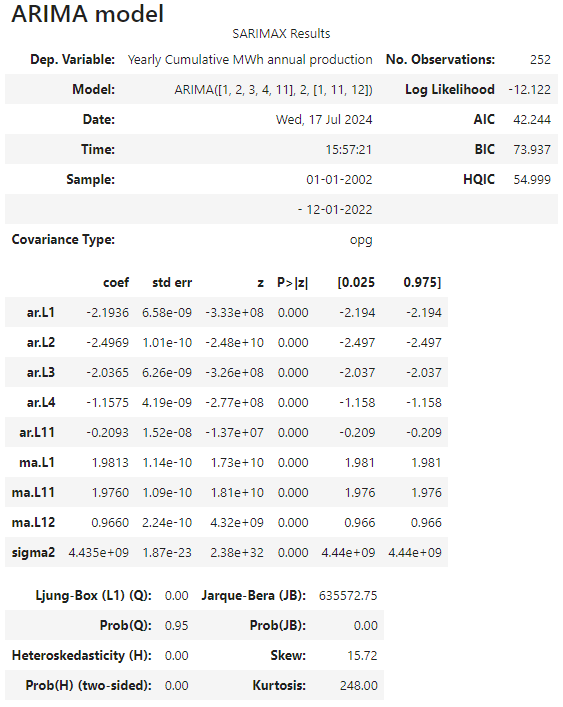 ARIMA model
SARIMAX Results
Dep. Variable: Yearly Cumulative MWh annual production No. Observations: 252
Model: ARIMA([1, 2, 3, 4, 11], 2, [1, 11, 12]) Log Likelihood -12.122
Date: Wed, 17 Jul 2024 AIC 42.244
Time: 15:57:21 BIC 73.937
Sample: 01-01-2002 HQIC 54.999
- 12-01-2022
Covariance Type: opg
coef std err z P>|z| [0.025 0.975]
ar.L1 -2.1936 6.58e-09 -3.33e+08 0.000 -2.194 -2.194
ar.L2 -2.4969 1.01e-10 -2.48e+10 0.000 -2.497 -2.497
ar.L3 -2.0365 6.26e-09 -3.26e+08 0.000 -2.037 -2.037
ar.L4 -1.1575 4.19e-09 -2.77e+08 0.000 -1.158 -1.158
ar.L11 -0.2093 1.52e-08 -1.37e+07 0.000 -0.209 -0.209
ma.L1 1.9813 1.14e-10 1.73e+10 0.000 1.981 1.981
ma.L11 1.9760 1.09e-10 1.81e+10 0.000 1.976 1.976
ma.L12 0.9660 2.24e-10 4.32e+09 0.000 0.966 0.966
sigma2 4.435e+09 1.87e-23 2.38e+32 0.000 4.44e+09 4.44e+09
Ljung-Box (L1) (Q): 0.00 Jarque-Bera (JB): 635572.75
Prob(Q): 0.95 Prob(JB): 0.00
Heteroskedasticity (H): 0.00 Skew: 15.72
Prob(H) (two-sided): 0.00 Kurtosis: 248.00